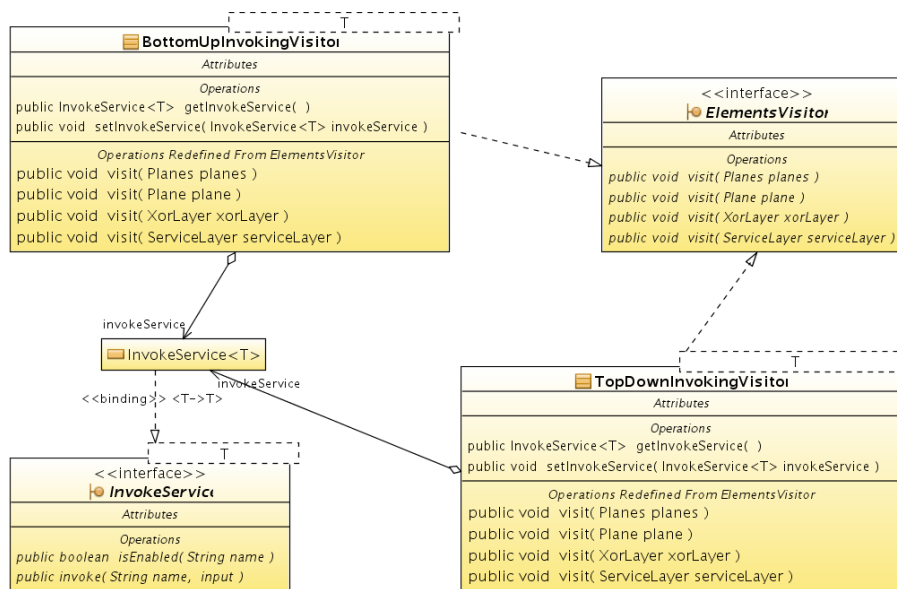 T
BottomUpInvokingVisitor
Attributes
Operations
public InvokeService<T> getInvokeService( )
public void setInvokeService( InvokeService<T> invokeService )
Operations Redefined From ElementsVisitor
public void visit( Planes planes )
public void visit( Plane plane )
public void visit( XorLayer xorLayer )
public void visit( ServiceLayer serviceLayer )
<<interface>>
ElementsVisitor
Attributes
Operations
public void visit( Planes planes )
public void visit( Plane plane )
public void visit( XorLayer xorLayer )
public void visit( ServiceLayer serviceLayer )
invokeService
InvokeService<T>
invokeService
<<binding>> <T->T>
T
<<interface>>
InvokeService
Attributes
Operations
public boolean isEnabled( String name )
public invoke( String name, input )
T
TopDownInvokingVisitor
Attributes
Operations
public InvokeService<T> getInvokeService( )
public void setInvokeService( InvokeService<T> invokeService )
Operations Redefined From ElementsVisitor
public void visit( Planes planes )
public void visit( Plane plane )
public void visit( XorLayer xorLayer )
public void visit( ServiceLayer serviceLayer )